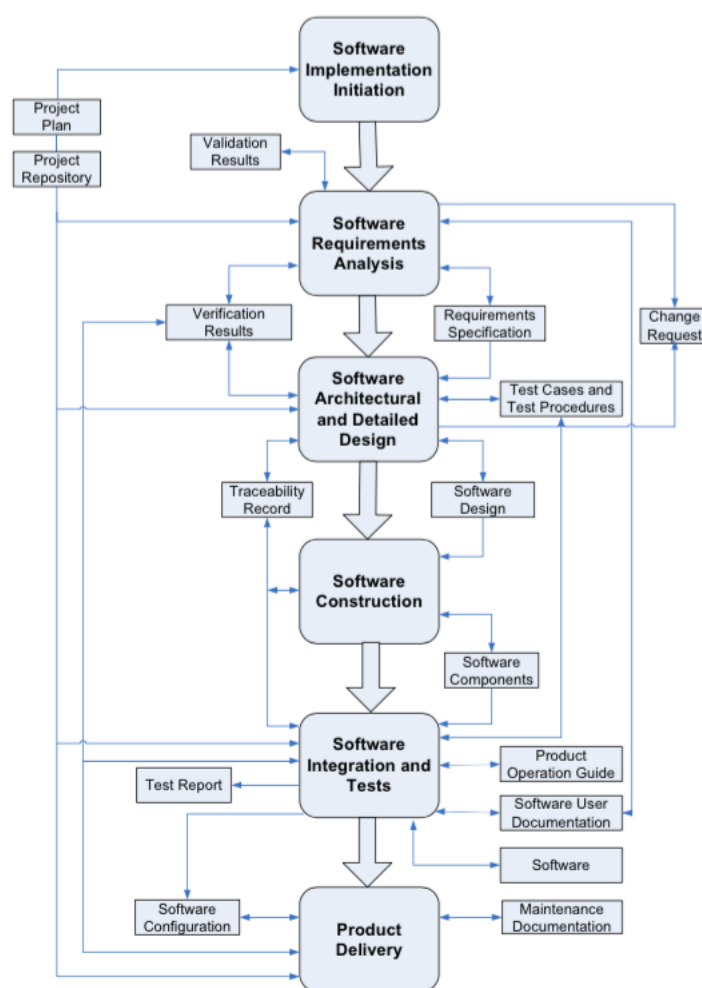 Software
Implementation
Initiation
Project
Plan
Project
Repository
Validation
Results
Software
Requirements
Analysis
Verification
Results
Requirements
Specification
Change
Request
Software
Architectural
and Detailed
Design
Test Cases and
Test Procedures
Traceability
Record
Software
Design
Software
Construction
Software
Components
Software
Integration and
Tests
Product
Operation Guide
Test Report
Software User
Documentation
Software
Software
Configuration
Product
Delivery
Maintenance
Documentation